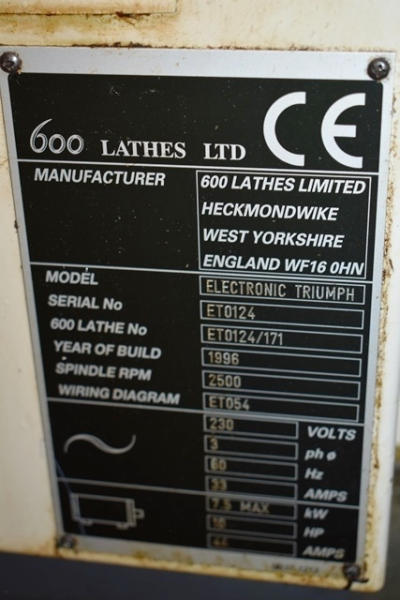 600 LATHES LTD CE
MANUFACTURER 600 LATHES LIMITED
HECKMONDWIKE
WEST YORKSHIRE
ENGLAND WF16 0HN
MODEL ELECTRONIC TRIUMPH
SERIAL No ET0124
600 LATHE No ET0124/171
YEAR OF BUILD 1996
SPINDLE RPM 2500
WIRING DIAGRAM ET054
230 VOLTS
3 ph ø
60 Hz
33 AMPS
7.5 MAX kW
10 HP
AMPS